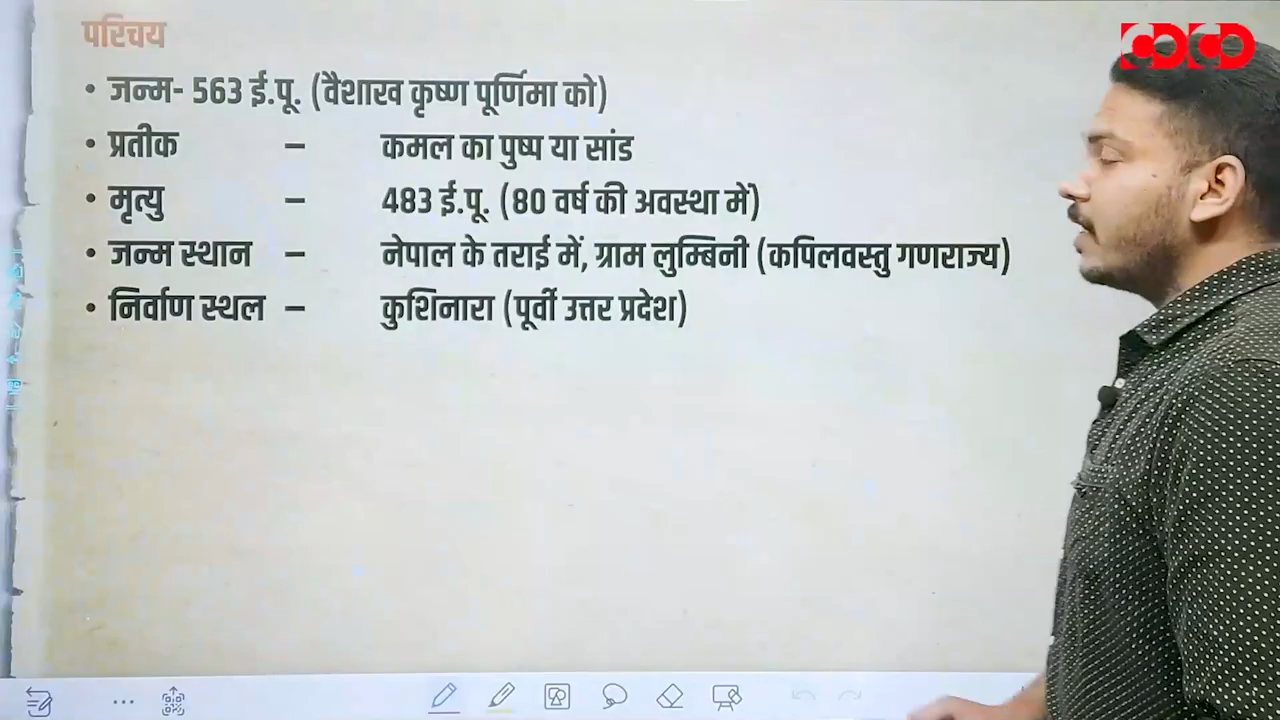 परिचय
• जन्म- 563 ई.पू. (वैशाख कृष्ण पूर्णिमा को)
• प्रतीक – कमल का पुष्प या सांड
• मृत्यु – 483 ई.पू. (80 वर्ष की अवस्था में)
• जन्म स्थान – नेपाल के तराई में, ग्राम लुम्बिनी (कपिलवस्तु गणराज्य)
• निर्वाण स्थल – कुशिनारा (पूर्वी उत्तर प्रदेश)